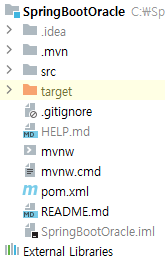 SpringBootOracle C:₩Sp
.idea
.mvn
src
target
.gitignore
HELP.md
mvnw
mvnw.cmd
pom.xml
README.md
SpringBootOracle.iml
External Libraries